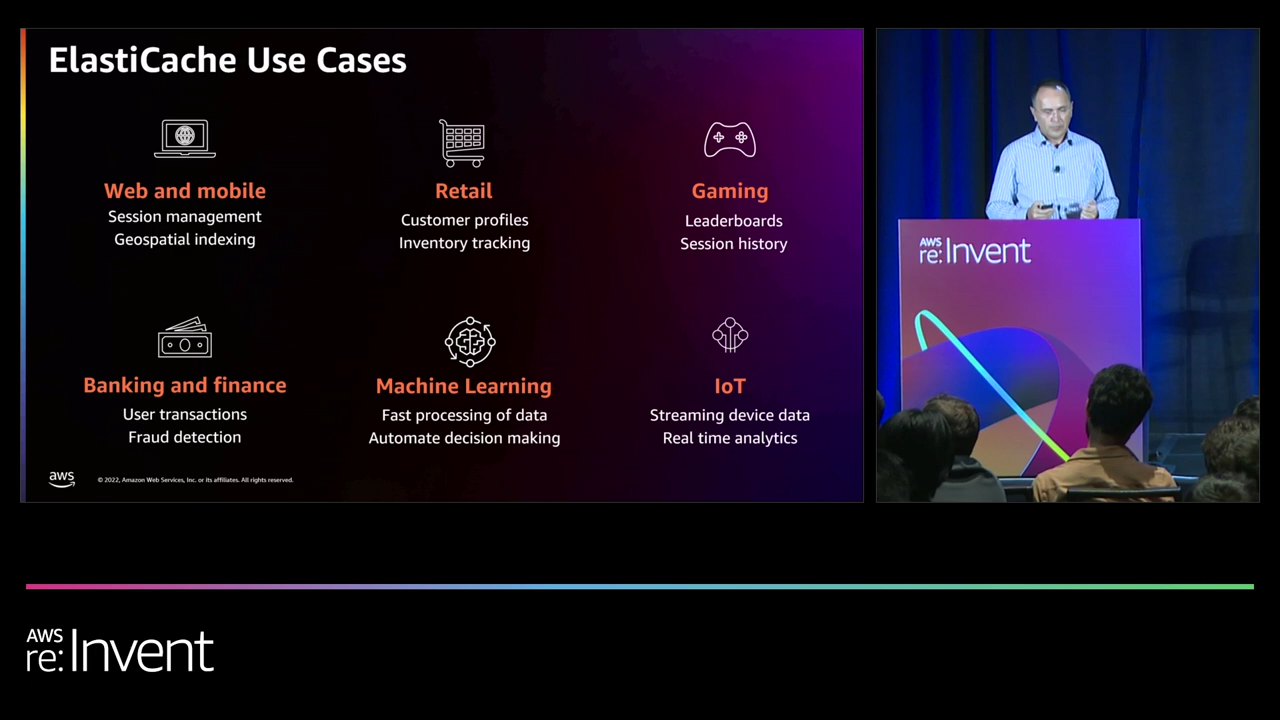 ElastiCache Use Cases
Web and mobile
Session management
Geospatial indexing
Retail
Customer profiles
Inventory tracking
Gaming
Leaderboards
Session history
Banking and finance
User transactions
Fraud detection
Machine Learning
Fast processing of data
Automate decision making
IoT
Streaming device data
Real time analytics
aws
© 2022, Amazon Web Services, Inc. or its affiliates. All rights reserved.
AWS
re:Invent
AWS
re:Invent